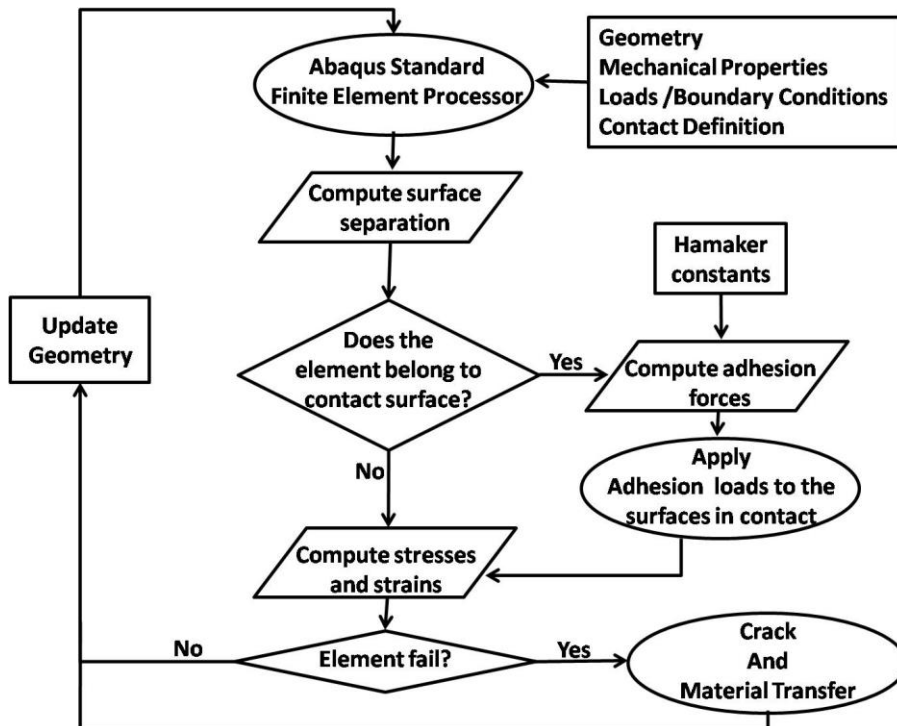 Abaqus Standard
Finite Element Processor
Geometry
Mechanical Properties
Loads /Boundary Conditions
Contact Definition
Compute surface
separation
Hamaker
constants
Update
Geometry
Does the
element belong to
contact surface?
Yes
Compute adhesion
forces
No
Apply
Adhesion loads to the
surfaces in contact
Compute stresses
and strains
No
Element fail?
Yes
Crack
And
Material Transfer